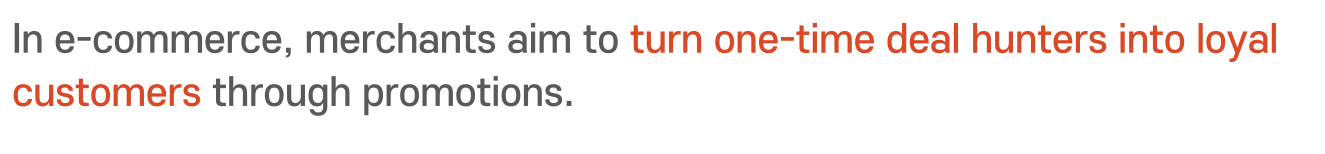 In e-commerce, merchants aim to turn one-time deal hunters into loyal
customers through promotions.